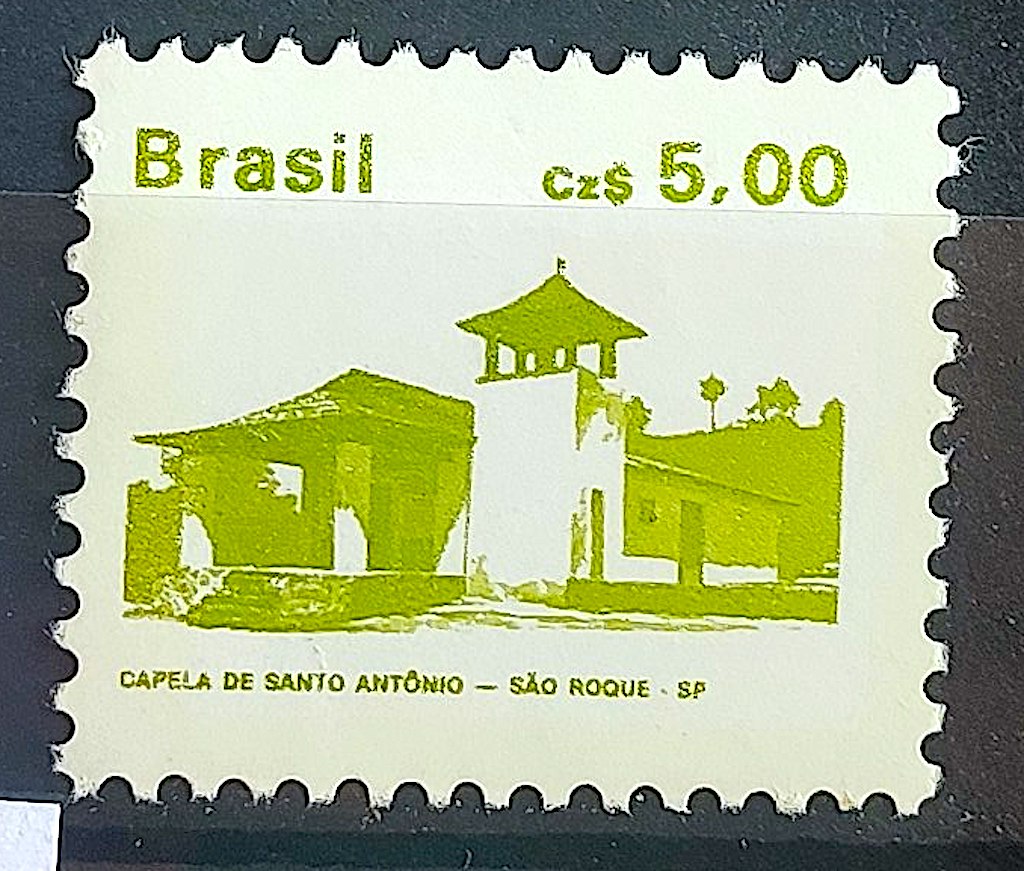 Brasil Cz$ 5,00
CAPELA DE SANTO ANTÔNIO — SÃO ROQUE - SP